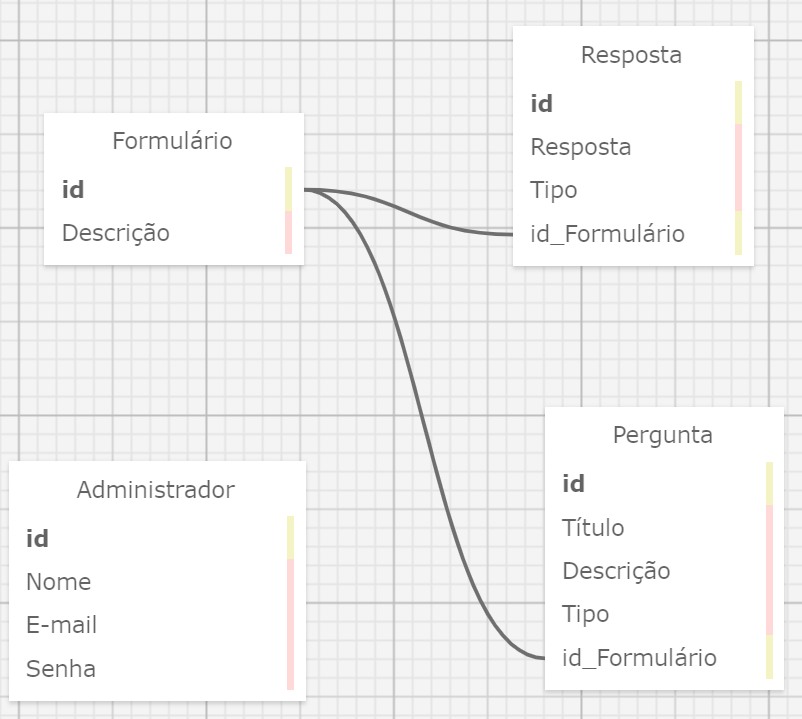 Formulário
id
Descrição
Resposta
id
Resposta
Tipo
id_Formulário
Administrador
id
Nome
E-mail
Senha
Pergunta
id
Título
Descrição
Tipo
id_Formulário